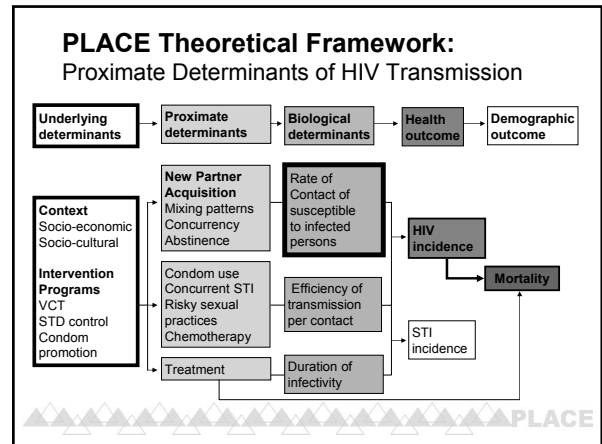 PLACE Theoretical Framework:
Proximate Determinants of HIV Transmission
Underlying
determinants
Proximate
determinants
Biological
determinants
Health
outcome
Demographic
outcome
Context
Socio-economic
Socio-cultural
Intervention
Programs
VCT
STD control
Condom
promotion
New Partner
Acquisition
Mixing patterns
Concurrency
Abstinence
Rate of
Contact of
susceptible
to infected
persons
Condom use
Concurrent STI
Risky sexual
practices
Chemotherapy
Efficiency of
transmission
per contact
Treatment
Duration of
infectivity
HIV
incidence
Mortality
STI
incidence
PLACE